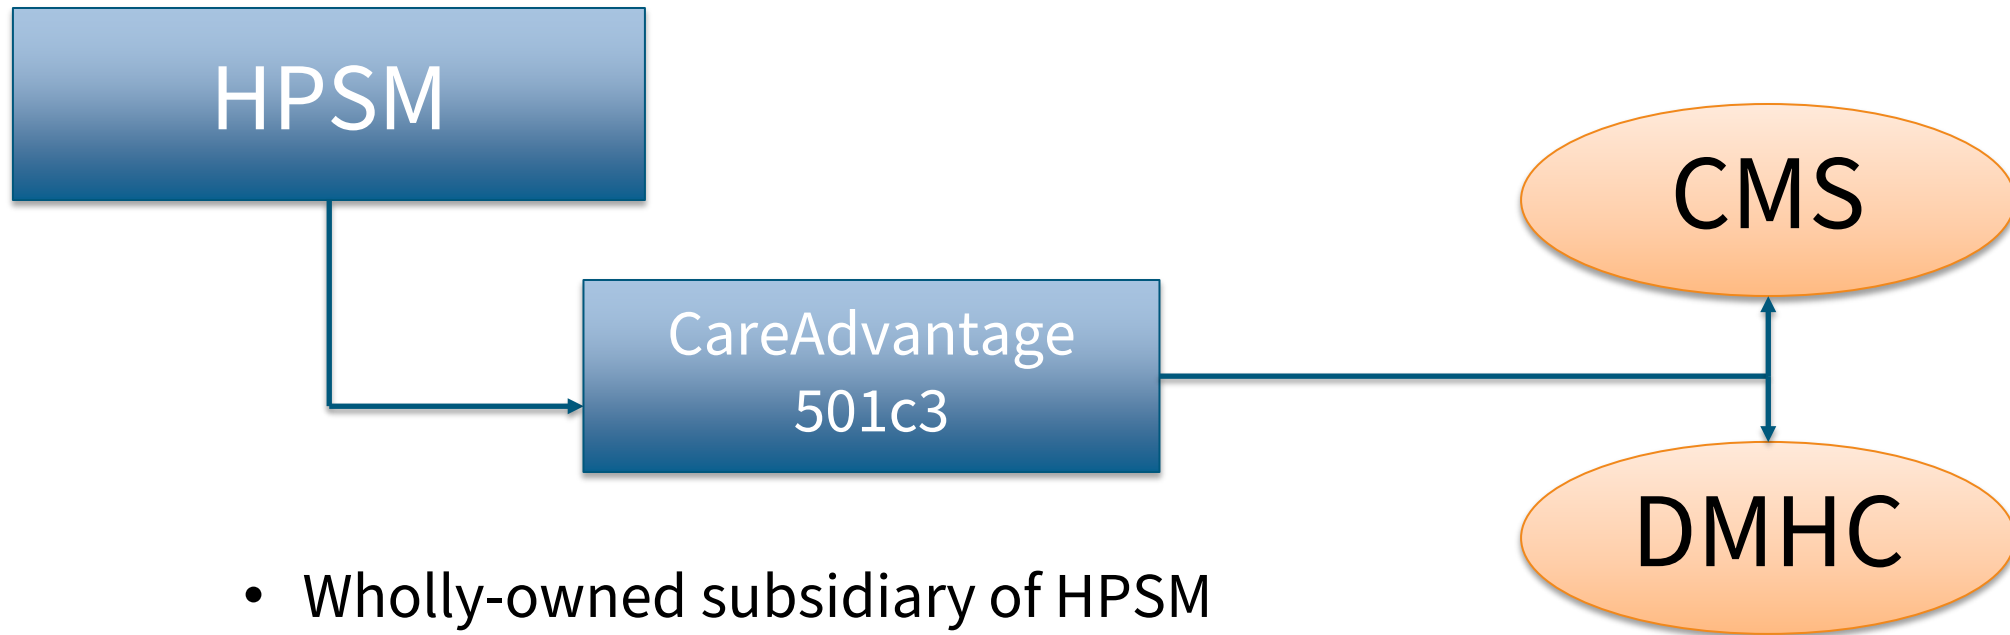 HPSM
CMS
CareAdvantage
501c3
DMHC
• Wholly-owned subsidiary of HPSM